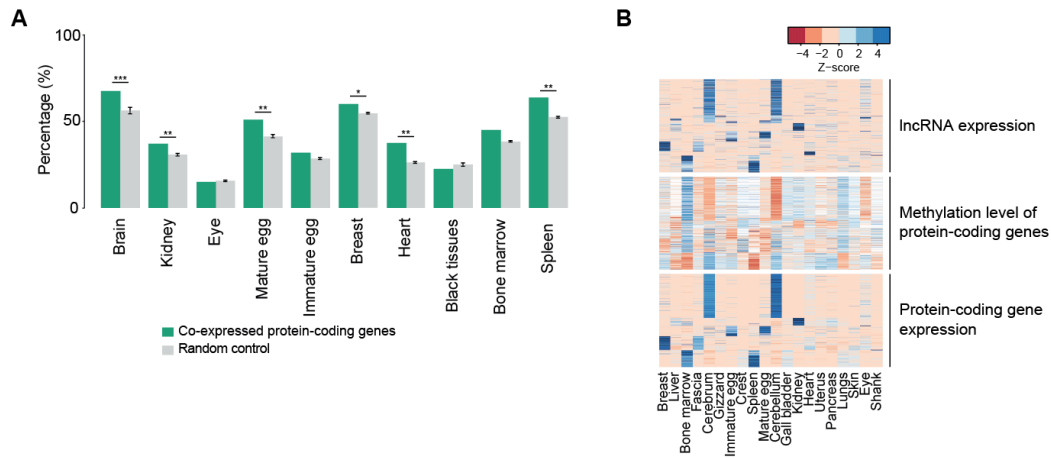 A
Percentage (%)
100
50
0
***
**
**
*
**
**
Brain
Kidney
Eye
Mature egg
Immature egg
Breast
Heart
Black tissues
Bone marrow
Spleen
Co-expressed protein-coding genes
Random control
B
−4 −2 0 2 4
Z−score
lncRNA expression
Methylation level of
protein-coding genes
Protein-coding gene
expression
Breast
Liver
Bone marrow
Fascia
Cerebrum
Gizzard
Immature egg
Crest
Spleen
Mature egg
Cerebellum
Gall bladder
Kidney
Heart
Uterus
Pancreas
Lungs
Skin
Eye
Shank